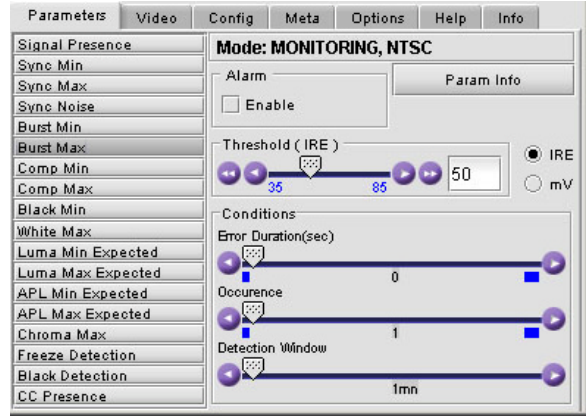 Parameters Video Config Meta Options Help Info
Signal Presence
Sync Min
Sync Max
Sync Noise
Burst Min
Burst Max
Comp Min
Comp Max
Black Min
White Max
Luma Min Expected
Luma Max Expected
APL Min Expected
APL Max Expected
Chroma Max
Freeze Detection
Black Detection
CC Presence
Mode: MONITORING, NTSC
Alarm
Enable
Param Info
Threshold ( IRE )
35 85
50
IRE
mV
Conditions
Error Duration(sec)
0
Occurence
1
Detection Window
1mn